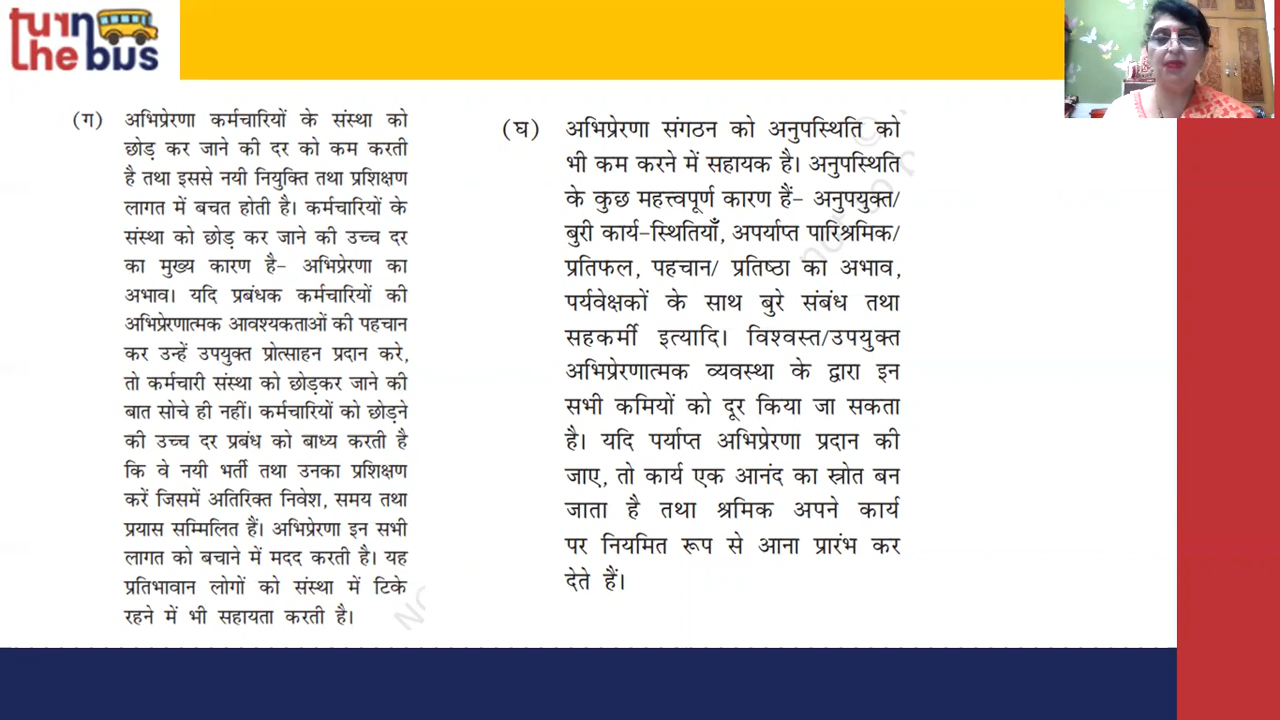 turn
the bus
(ग) अभिप्रेरणा कर्मचारियों के संस्था को
छोड़ कर जाने की दर को कम करती
है तथा इससे नयी नियुक्ति तथा प्रशिक्षण
लागत में बचत होती है। कर्मचारियों के
संस्था को छोड़ कर जाने की उच्च दर
का मुख्य कारण है– अभिप्रेरणा का
अभाव। यदि प्रबंधक कर्मचारियों की
अभिप्रेरणात्मक आवश्यकताओं की पहचान
कर उन्हें उपयुक्त प्रोत्साहन प्रदान करे,
तो कर्मचारी संस्था को छोड़कर जाने की
बात सोचे ही नहीं। कर्मचारियों को छोड़ने
की उच्च दर प्रबंध को बाध्य करती है
कि वे नयी भर्ती तथा उनका प्रशिक्षण
करें जिसमें अतिरिक्त निवेश, समय तथा
प्रयास सम्मिलित हैं। अभिप्रेरणा इन सभी
लागत को बचाने में मदद करती है। यह
प्रतिभावान लोगों को संस्था में टिके
रहने में भी सहायता करती है।
(घ) अभिप्रेरणा संगठन को अनुपस्थिति को
भी कम करने में सहायक है। अनुपस्थिति
के कुछ महत्त्वपूर्ण कारण हैं– अनुपयुक्त/
बुरी कार्य–स्थितियाँ, अपर्याप्त पारिश्रमिक/
प्रतिफल, पहचान/ प्रतिष्ठा का अभाव,
पर्यवेक्षकों के साथ बुरे संबंध तथा
सहकर्मी इत्यादि। विश्वस्त/उपयुक्त
अभिप्रेरणात्मक व्यवस्था के द्वारा इन
सभी कमियों को दूर किया जा सकता
है। यदि पर्याप्त अभिप्रेरणा प्रदान की
जाए, तो कार्य एक आनंद का स्रोत बन
जाता है तथा श्रमिक अपने कार्य
पर नियमित रूप से आना प्रारंभ कर
देते हैं।